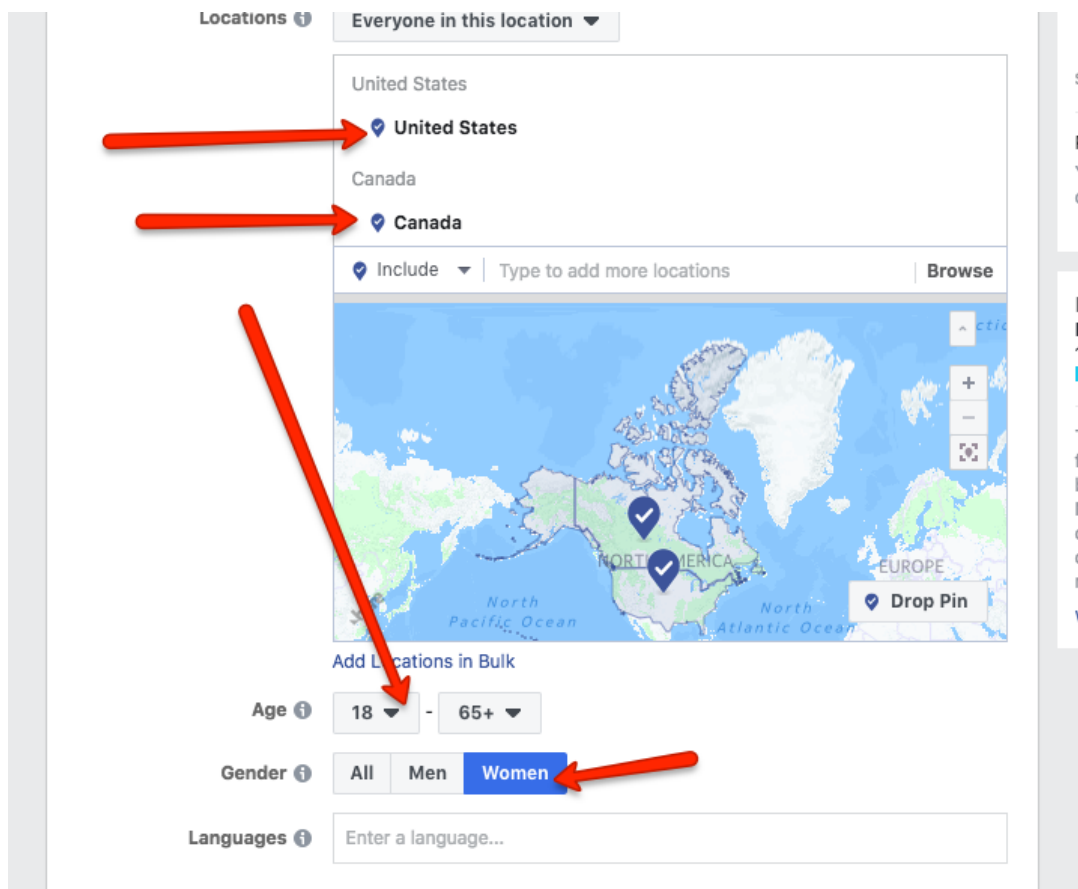 Locations
Everyone in this location
United States
United States
Canada
Canada
Include
Type to add more locations
Browse
ctic
NORTH AMERICA
EUROPE
North
Pacific Ocean
North
Atlantic Ocean
Drop Pin
Add Locations in Bulk
Age
18 - 65+
Gender
All Men Women
Languages
Enter a language...